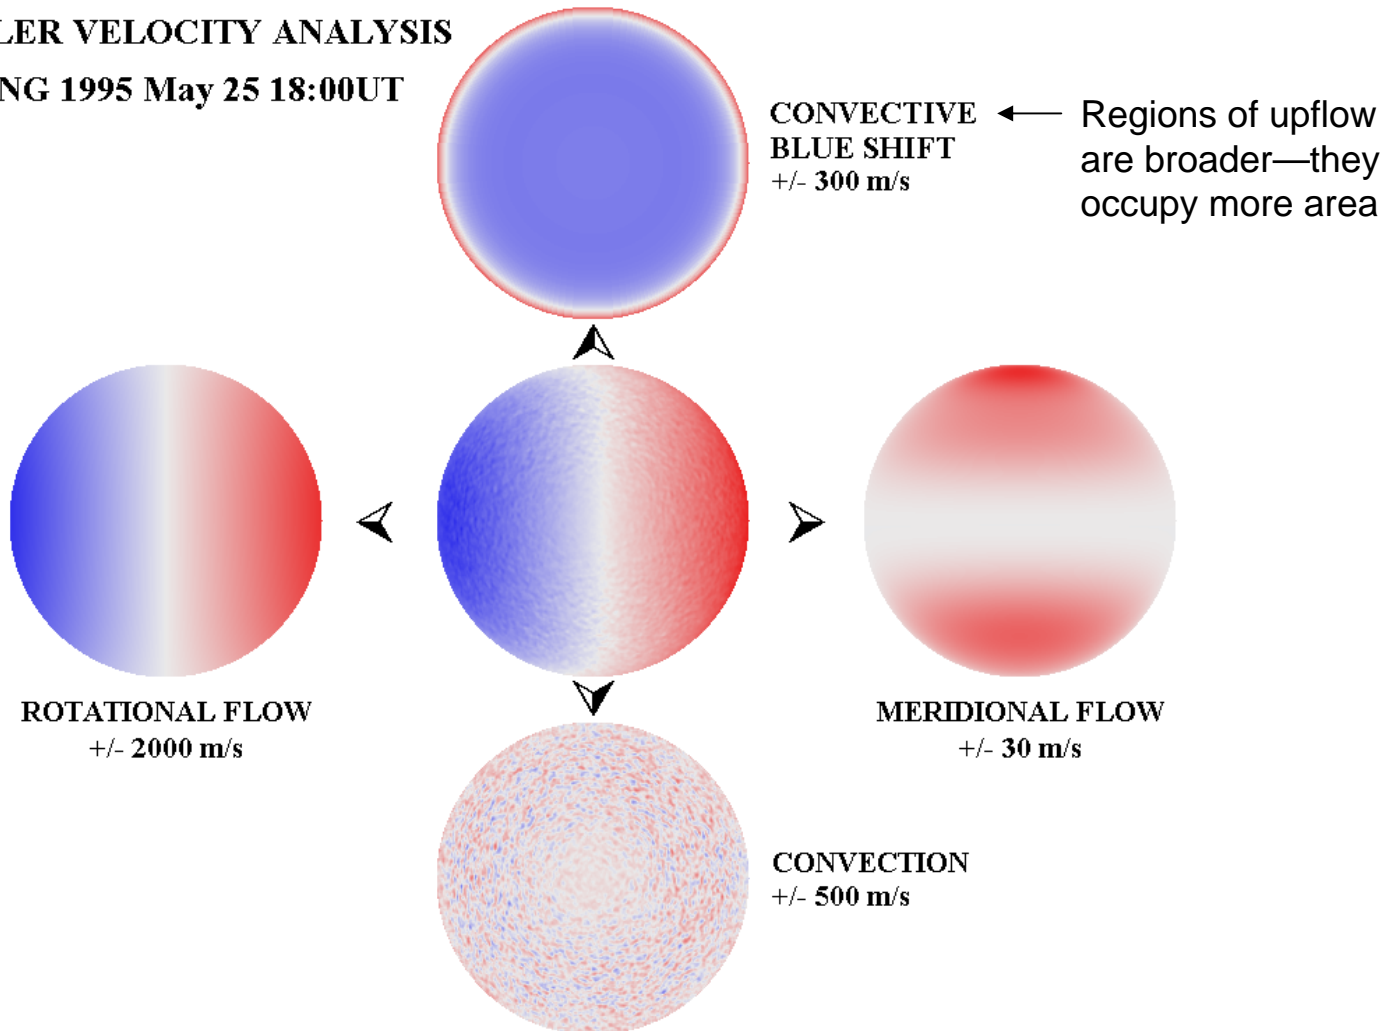 LER VELOCITY ANALYSIS
NG 1995 May 25 18:00UT
CONVECTIVE
BLUE SHIFT
+/- 300 m/s
Regions of upflow
are broader—they
occupy more area
ROTATIONAL FLOW
+/- 2000 m/s
MERIDIONAL FLOW
+/- 30 m/s
CONVECTION
+/- 500 m/s